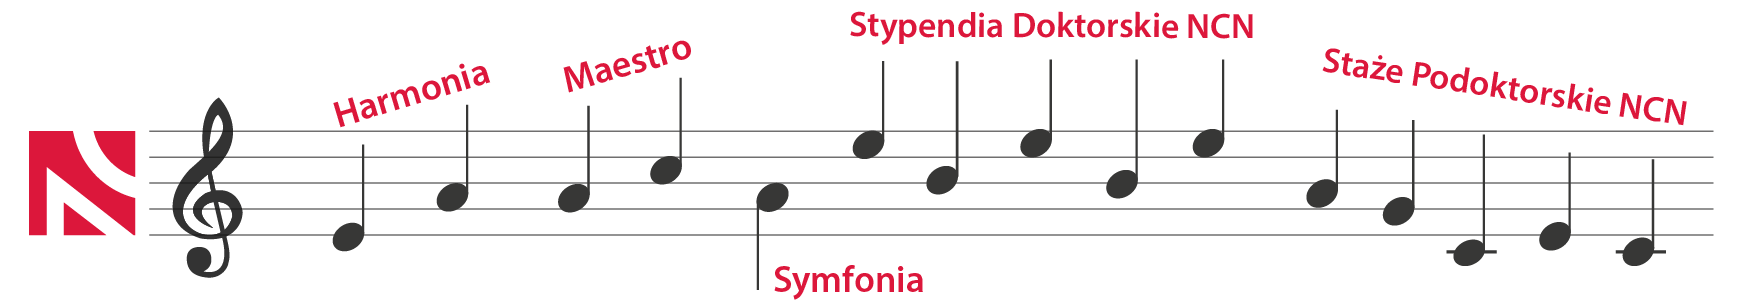 Harmonia
Maestro
Symfonia
Stypendia Doktorskie NCN
Staże Podoktorskie NCN